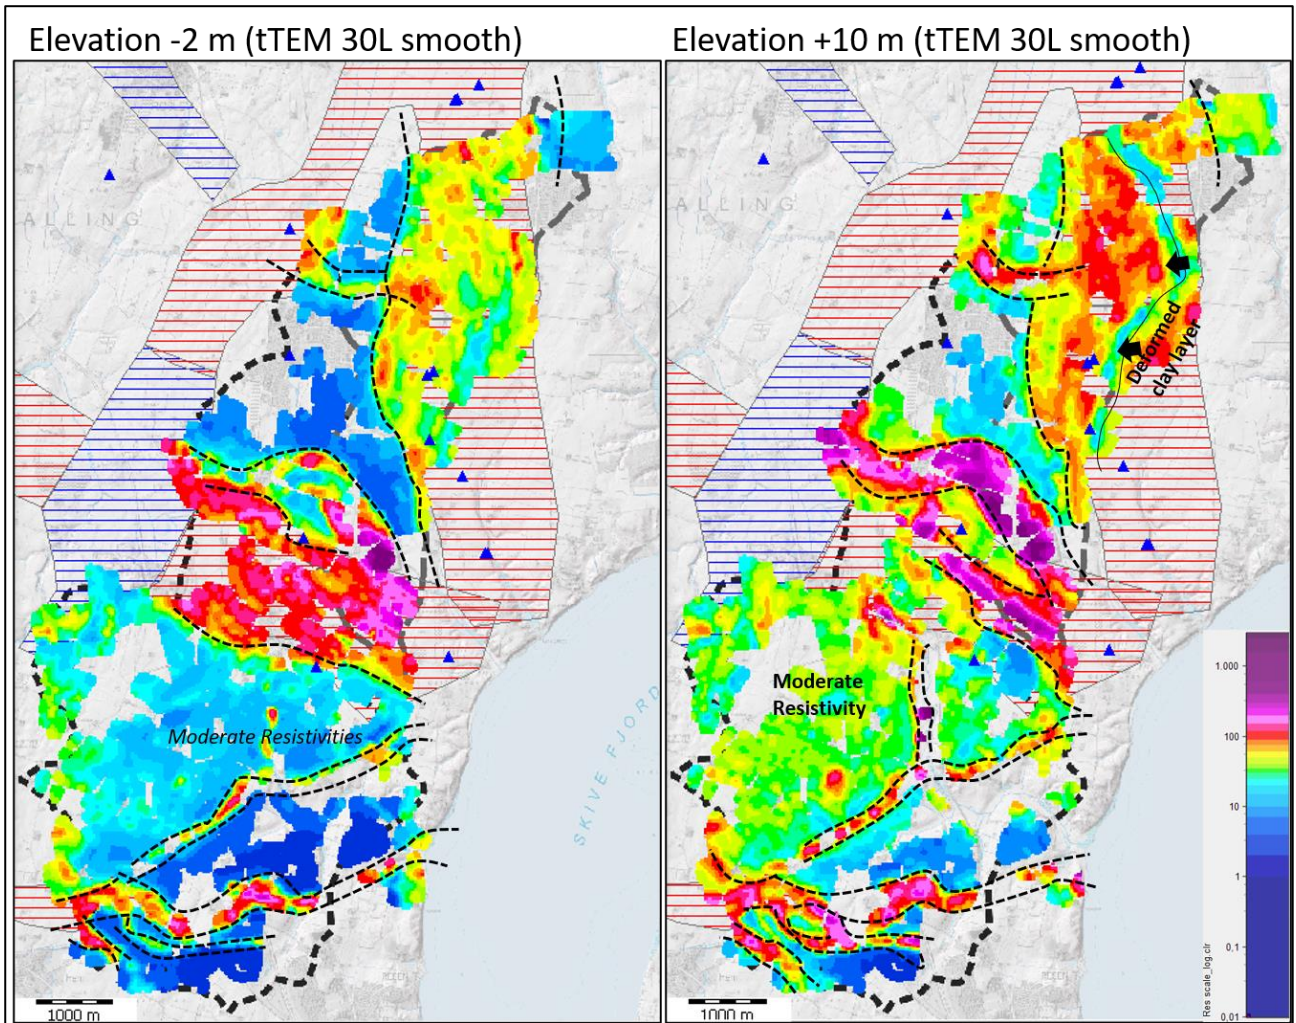 Elevation -2 m (tTEM 30L smooth)
Elevation +10 m (tTEM 30L smooth)
ALLING
ALLING
Deformed
clay layer
Moderate
Resistivity
Moderate Resistivities
SKIVE FJORD
1.000
100
10
1
0,1
0,01
Res scale_log.clr
1000 m
1000 m